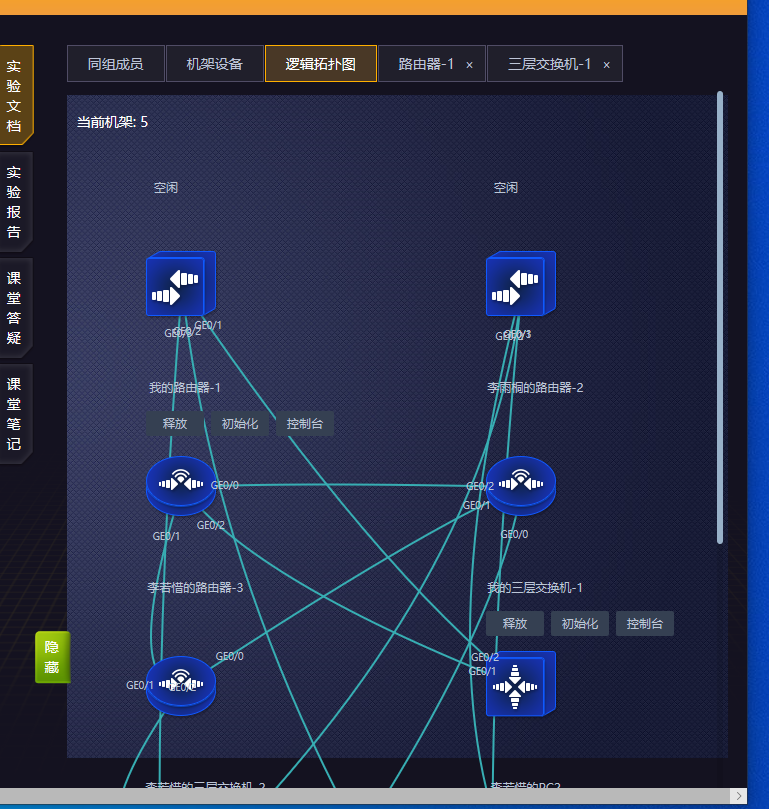 同组成员 机架设备 逻辑拓扑图 路由器-1 × 三层交换机-1 ×
实验文档
实验报告
课堂答疑
课堂笔记
隐藏
当前机架: 5
空闲 空闲
GE0/2 GE0/1
GE0/3
我的路由器-1 李雨桐的路由器-2
释放 初始化 控制台
GE0/0 GE0/2
GE0/1
GE0/2
GE0/1 GE0/0
李若惜的路由器-3 我的三层交换机-1
释放 初始化 控制台
GE0/0 GE0/2
GE0/1
GE0/1 GE0/2
李若惜的三层交换机-2 李若惜的PC2